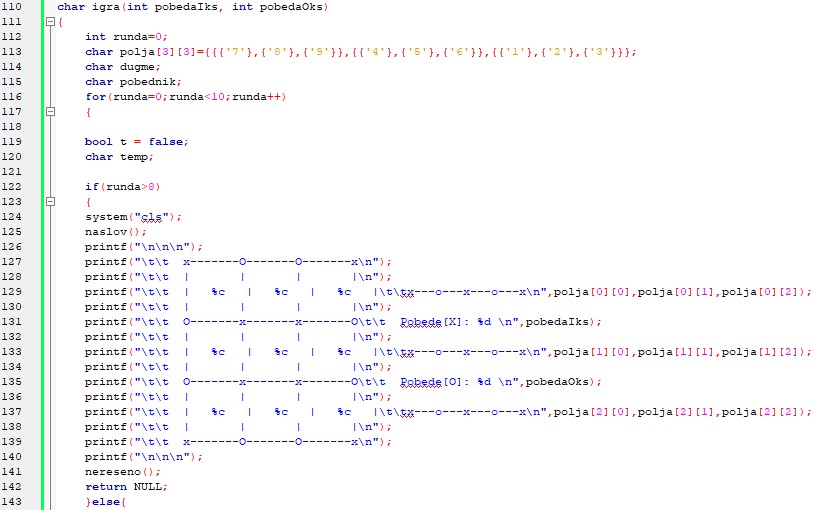 110 char igra(int pobedaIks, int pobedaOks)
111 {
112 int runda=0;
113 char polja[3][3]={{{'7'},{'8'},{'9'}},{{'4'},{'5'},{'6'}},{{'1'},{'2'},{'3'}}};
114 char dugme;
115 char pobednik;
116 for(runda=0;runda<10;runda++)
117 {
118
119 bool t = false;
120 char temp;
121
122 if(runda>8)
123 {
124 system("cls");
125 naslov();
126 printf("\n\n\n");
127 printf("\t\t  x-------O-------O-------x\n");
128 printf("\t\t  |       |       |       |\n");
129 printf("\t\t  |   %c   |   %c   |   %c   |\t\tx---o---x---o---x\n",polja[0][0],polja[0][1],polja[0][2]);
130 printf("\t\t  |       |       |       |\n");
131 printf("\t\t  O-------x-------x-------O\t\t  Pobede[X]: %d \n",pobedaIks);
132 printf("\t\t  |       |       |       |\n");
133 printf("\t\t  |   %c   |   %c   |   %c   |\t\tx---o---x---o---x\n",polja[1][0],polja[1][1],polja[1][2]);
134 printf("\t\t  |       |       |       |\n");
135 printf("\t\t  O-------x-------x-------O\t\t  Pobede[O]: %d \n",pobedaOks);
136 printf("\t\t  |       |       |       |\n");
137 printf("\t\t  |   %c   |   %c   |   %c   |\t\tx---o---x---o---x\n",polja[2][0],polja[2][1],polja[2][2]);
138 printf("\t\t  |       |       |       |\n");
139 printf("\t\t  x-------O-------O-------x\n");
140 printf("\n\n\n");
141 nereseno();
142 return NULL;
143 }else{